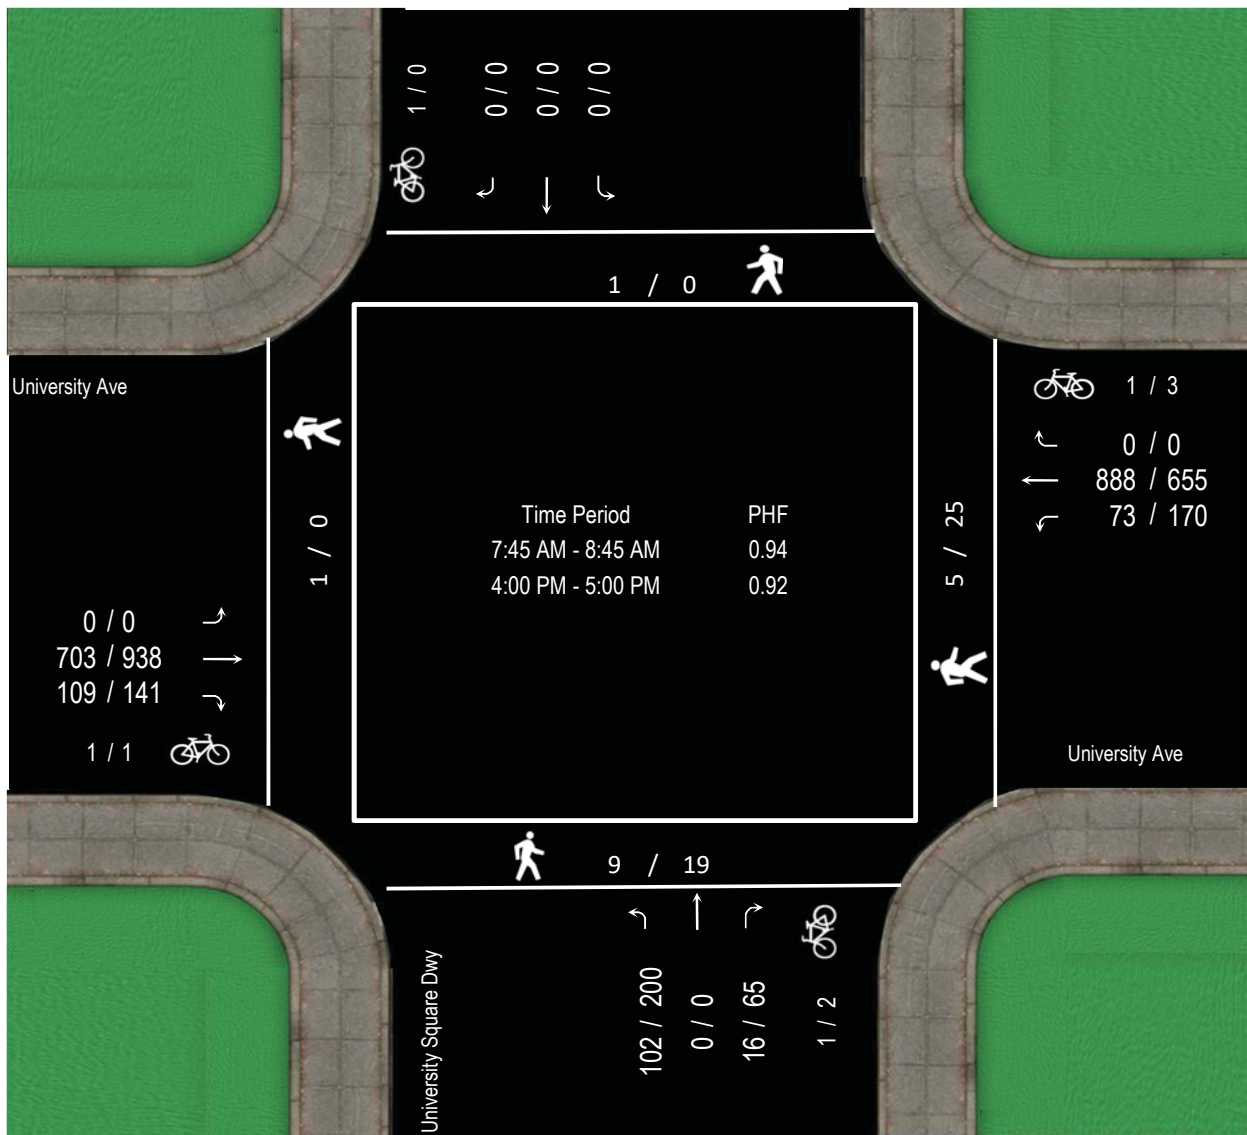 1 / 0
0 / 0
0 / 0
0 / 0
1 / 0
University Ave
1 / 3
0 / 0
888 / 655
73 / 170
1 / 0
5 / 25
Time Period PHF
7:45 AM - 8:45 AM 0.94
4:00 PM - 5:00 PM 0.92
0 / 0
703 / 938
109 / 141
1 / 1
University Ave
9 / 19
University Square Dwy
102 / 200
0 / 0
16 / 65
1 / 2